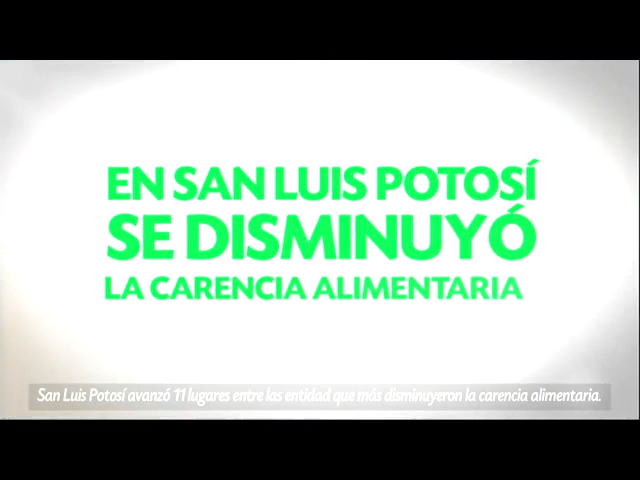 EN SAN LUIS POTOSÍ
SE DISMINUYÓ
LA CARENCIA ALIMENTARIA
San Luis Potosí avanzó 11 lugares entre las entidad que más disminuyeron la carencia alimentaria.